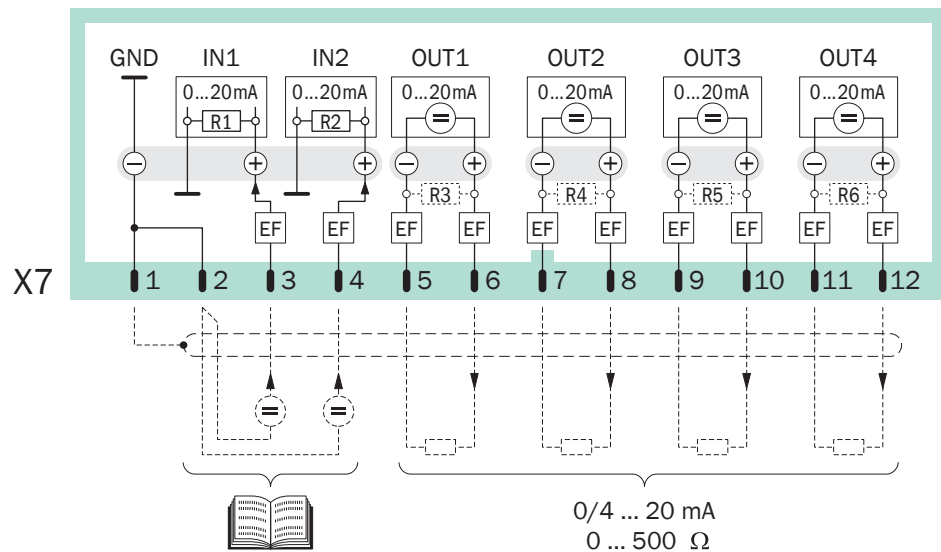 GND IN1 IN2 OUT1 OUT2 OUT3 OUT4
0...20mA 0...20mA 0...20mA 0...20mA 0...20mA 0...20mA
R1 R2 = = = =
− + + − + − + − + − +
R3 R4 R5 R6
EF EF EF EF EF EF EF EF EF EF
X7 1 2 3 4 5 6 7 8 9 10 11 12
= =
0/4 ... 20 mA
0 ... 500 Ω